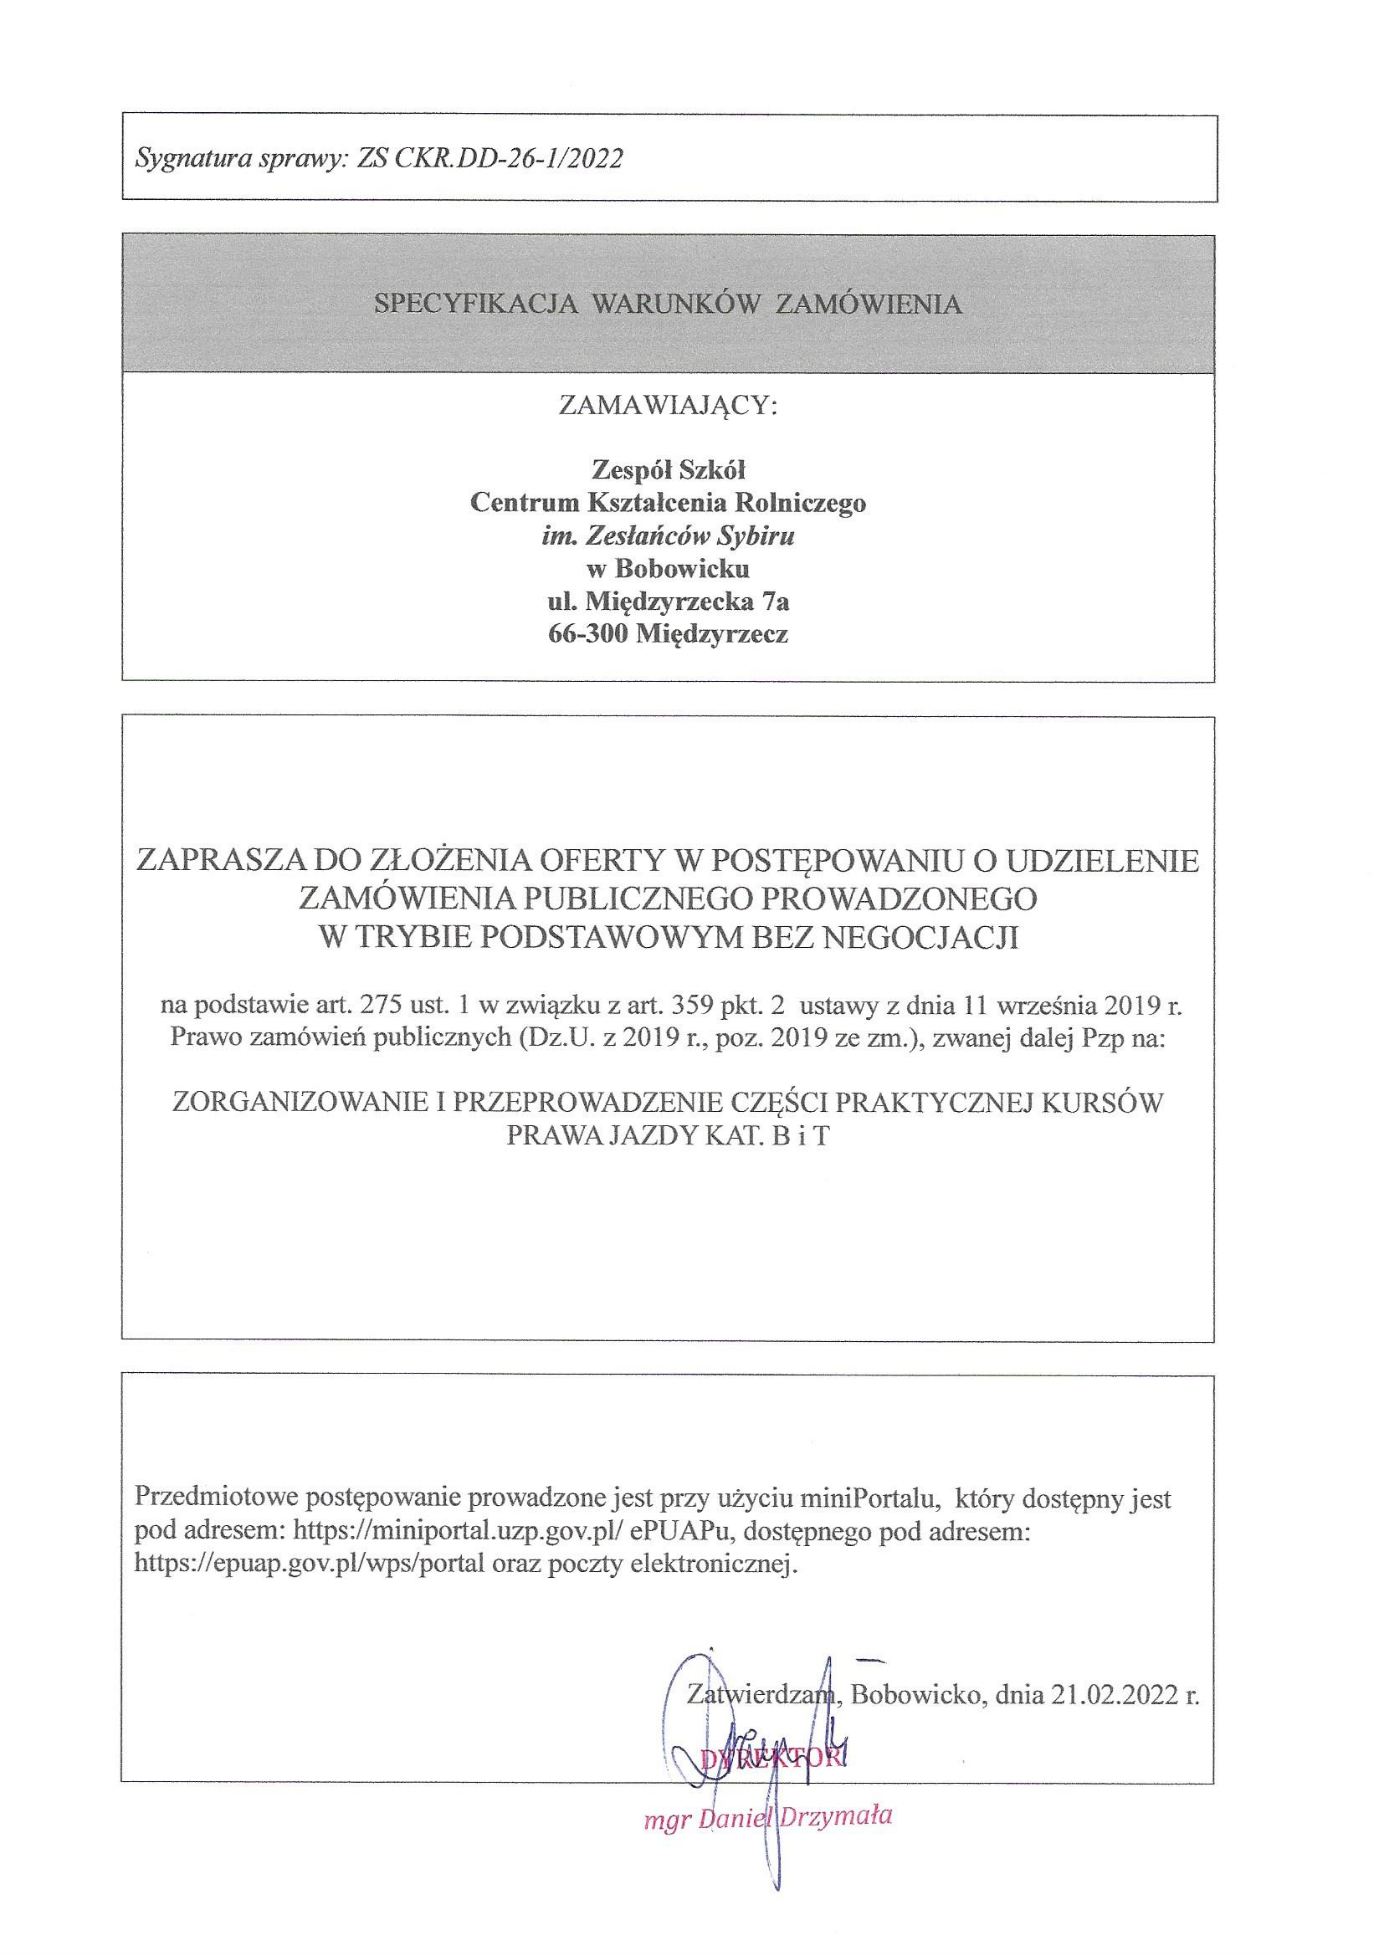 Sygnatura sprawy: ZS CKR.DD-26-1/2022
SPECYFIKACJA WARUNKÓW ZAMÓWIENIA
ZAMAWIAJĄCY:
Zespół Szkół
Centrum Kształcenia Rolniczego
im. Zesłańców Sybiru
w Bobowicku
ul. Międzyrzecka 7a
66-300 Międzyrzecz
ZAPRASZA DO ZŁOŻENIA OFERTY W POSTĘPOWANIU O UDZIELENIE
ZAMÓWIENIA PUBLICZNEGO PROWADZONEGO
W TRYBIE PODSTAWOWYM BEZ NEGOCJACJI
na podstawie art. 275 ust. 1 w związku z art. 359 pkt. 2 ustawy z dnia 11 września 2019 r.
Prawo zamówień publicznych (Dz.U. z 2019 r., poz. 2019 ze zm.), zwanej dalej Pzp na:
ZORGANIZOWANIE I PRZEPROWADZENIE CZĘŚCI PRAKTYCZNEJ KURSÓW
PRAWA JAZDY KAT. B i T
Przedmiotowe postępowanie prowadzone jest przy użyciu miniPortalu, który dostępny jest
pod adresem: https://miniportal.uzp.gov.pl/ ePUAPu, dostępnego pod adresem:
https://epuap.gov.pl/wps/portal oraz poczty elektronicznej.
Zatwierdzam, Bobowicko, dnia 21.02.2022 r.
DYREKTOR
mgr Daniel Drzymała